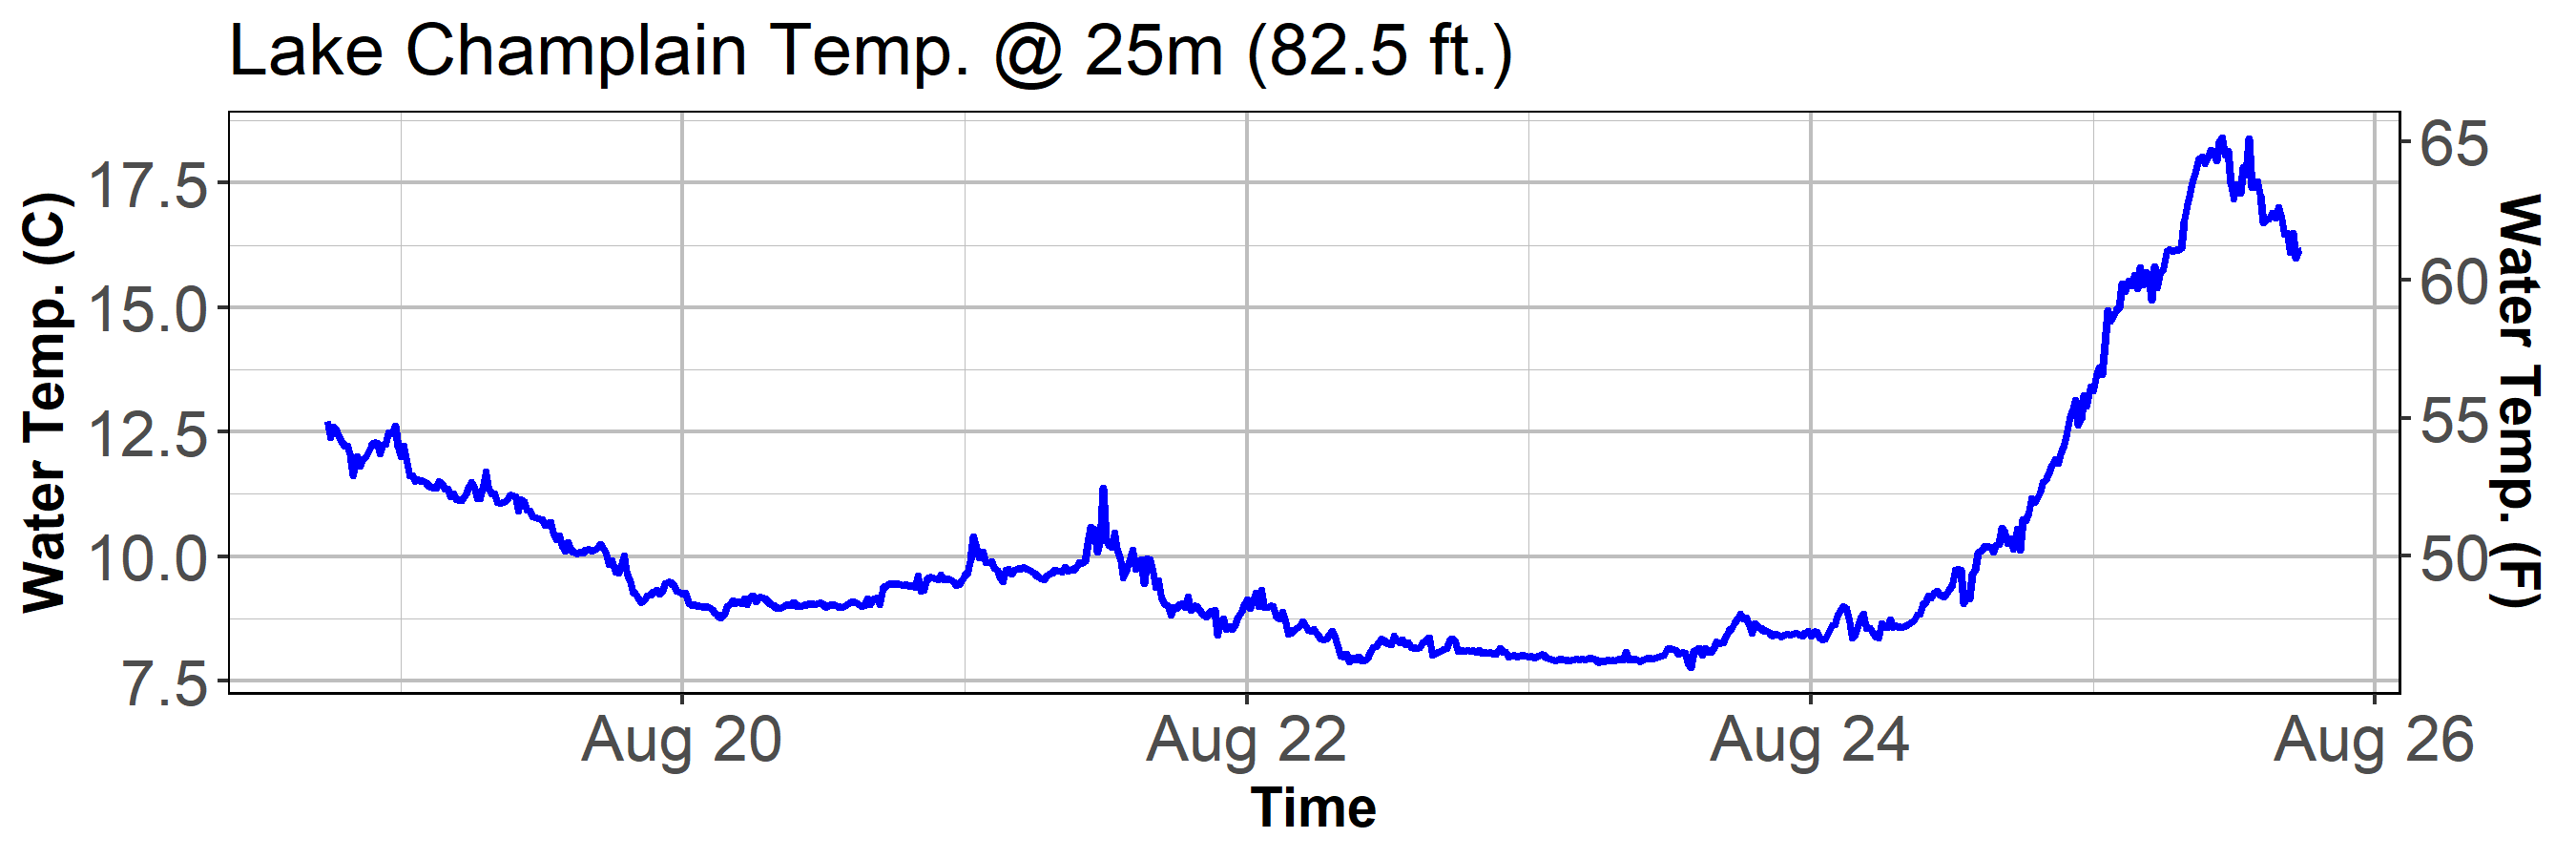 Lake Champlain Temp. @ 25m (82.5 ft.)
Water Temp. (C)
17.5
15.0
12.5
10.0
7.5
65
60
55
50
Water Temp. (F)
Aug 20 Aug 22 Aug 24 Aug 26
Time